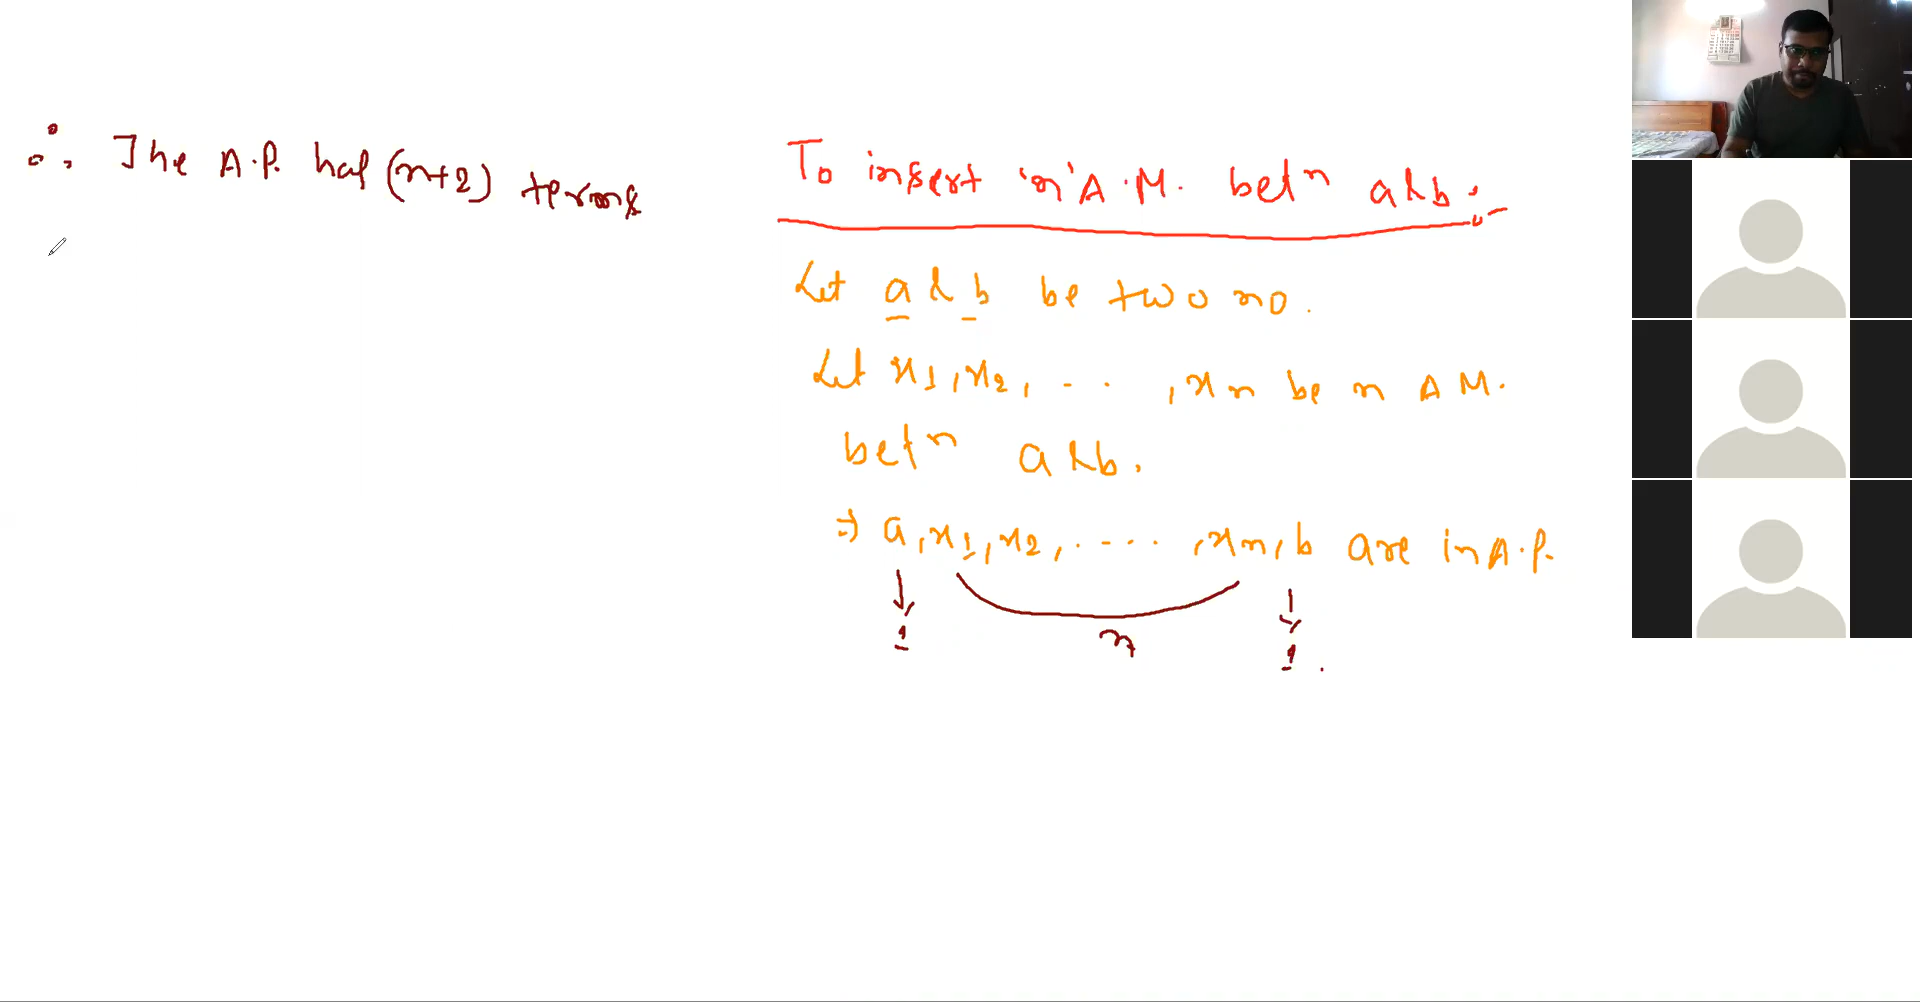 ∴ The A.P. has (n+2) terms
To insert 'n' A.M. betn a & b :-
Let a & b be two no.
Let x1, x2, . . . , xn be n A M.
betn a & b.
⇒ a, x1, x2, . . . . . , xn, b are in A.P.
1 n 1 .